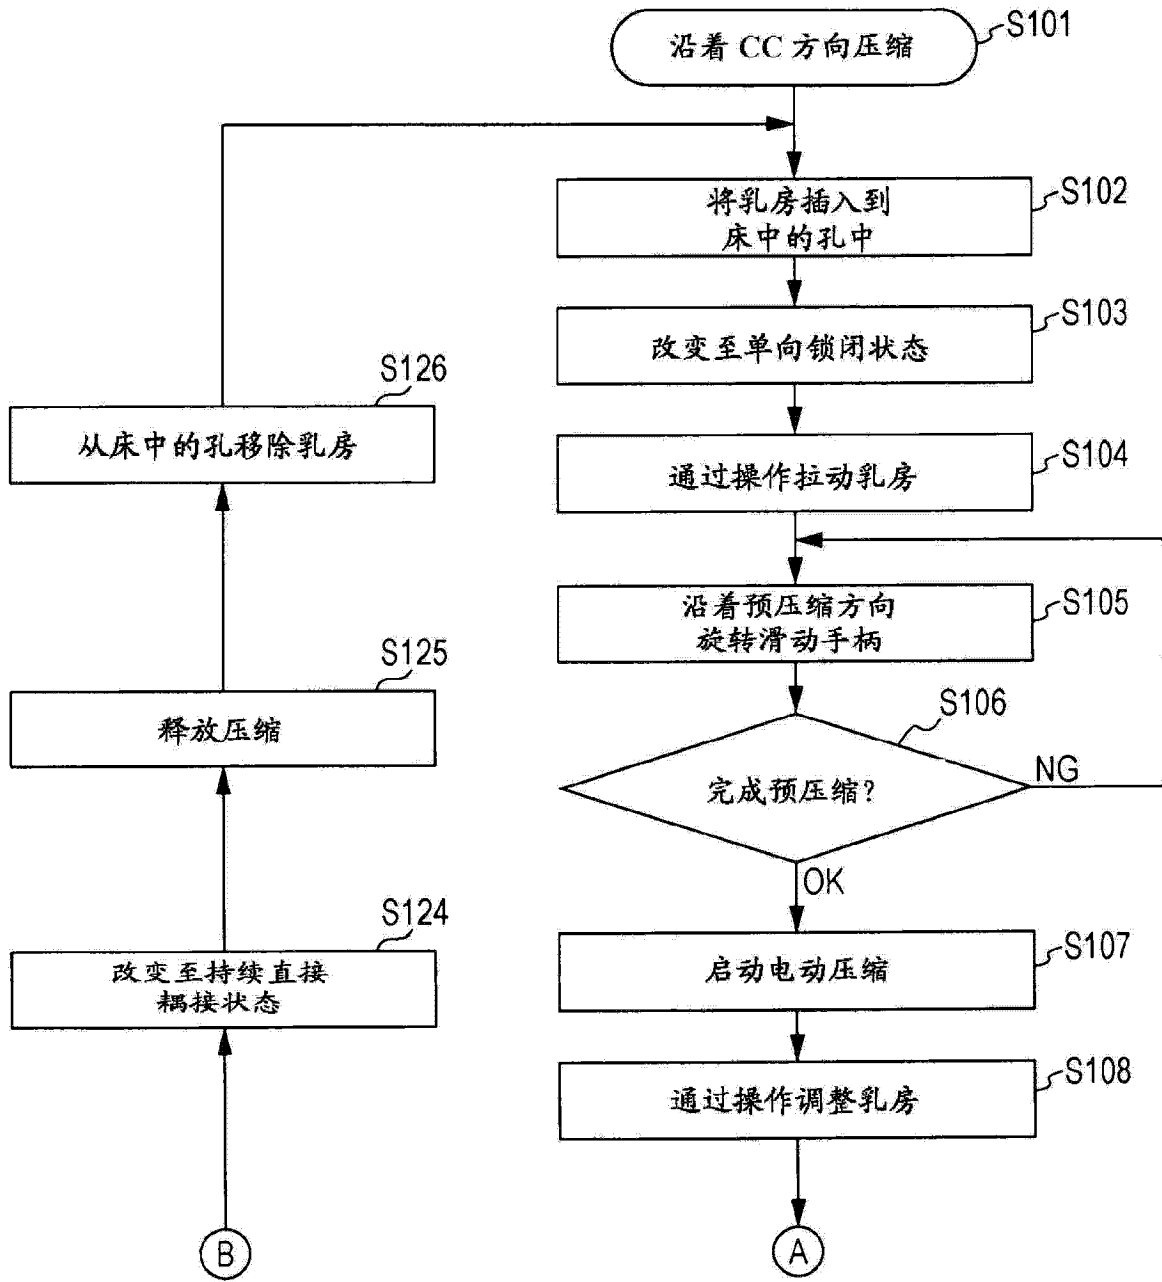 沿着 CC 方向压缩
S101
将乳房插入到
床中的孔中
S102
改变至单向锁闭状态
S103
通过操作拉动乳房
S104
沿着预压缩方向
旋转滑动手柄
S105
完成预压缩?
S106
NG
OK
启动电动压缩
S107
通过操作调整乳房
S108
A
S126
从床中的孔移除乳房
S125
释放压缩
S124
改变至持续直接
耦接状态
B